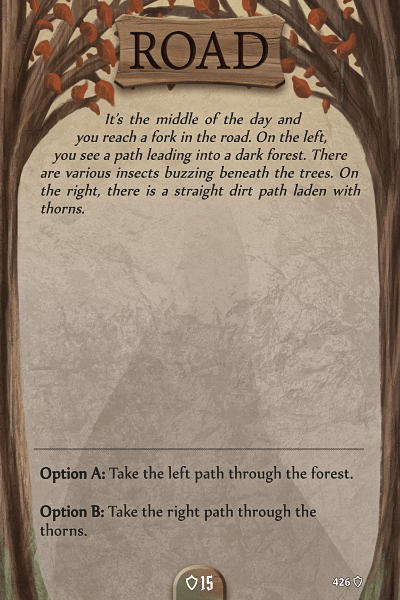 ROAD
It's the middle of the day and
you reach a fork in the road. On the left,
you see a path leading into a dark forest. There
are various insects buzzing beneath the trees. On
the right, there is a straight dirt path laden with
thorns.
Option A: Take the left path through the forest.
Option B: Take the right path through the
thorns.
15
426